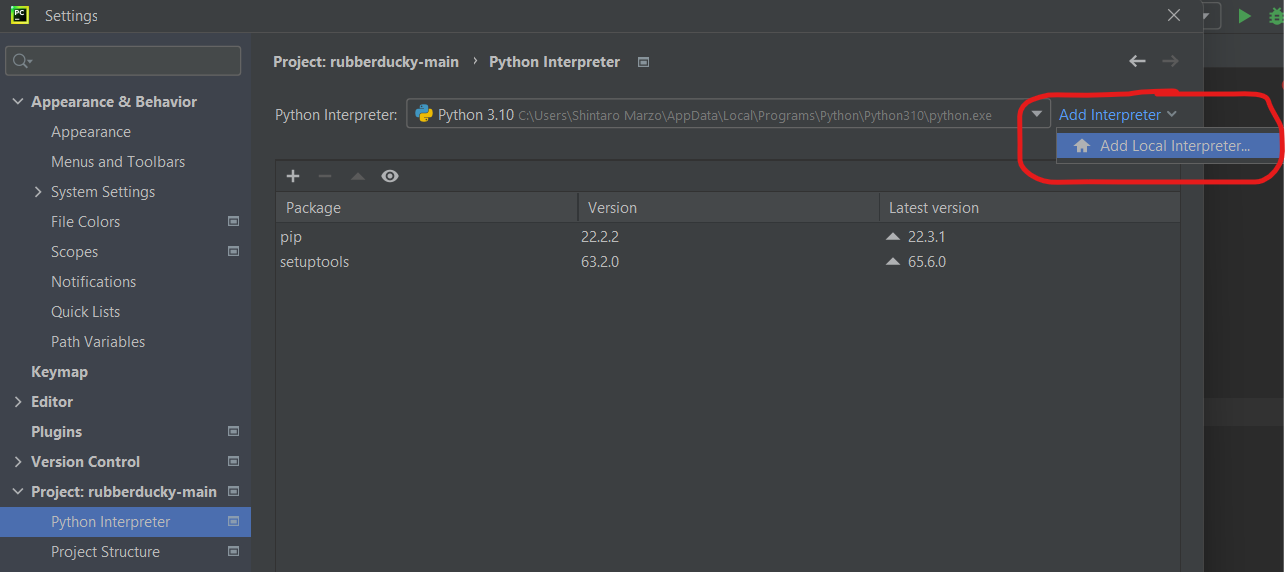 PC Settings
Project: rubberducky-main › Python Interpreter
Python Interpreter: Python 3.10 C:\Users\Shintaro Marzo\AppData\Local\Programs\Python\Python310\python.exe Add Interpreter
Add Local Interpreter...
Appearance & Behavior
Appearance
Menus and Toolbars
System Settings
File Colors
Scopes
Notifications
Quick Lists
Path Variables
Keymap
Editor
Plugins
Version Control
Project: rubberducky-main
Python Interpreter
Project Structure
Package Version Latest version
pip 22.2.2 22.3.1
setuptools 63.2.0 65.6.0